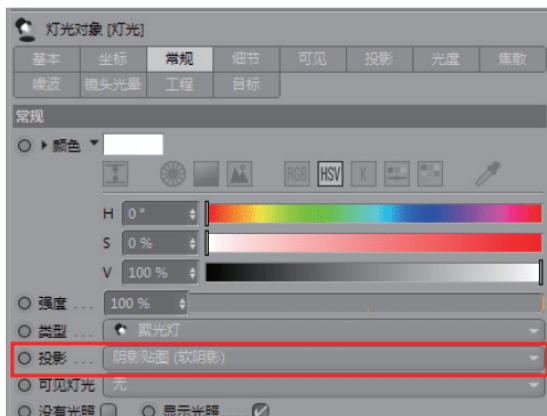 灯光对象 [灯光]
基本 坐标 常规 细节 可见 投影 光度 焦散
噪波 镜头光晕 工程 目标
常规
颜色
RGB HSV K
H 0°
S 0 %
V 100 %
强度 ... 100 %
类型 ... 聚光灯
投影 ... 阴影贴图 (软阴影)
可见灯光 无
没有光照 显示光照 ...